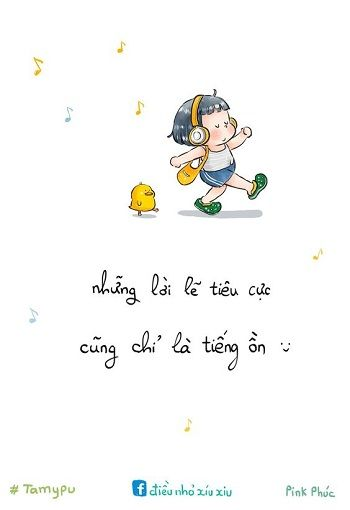 những lời lẽ tiêu cực
cũng chỉ là tiếng ồn :)
# Tamypu
f điều nhỏ xíu xiu
Pink Phúc